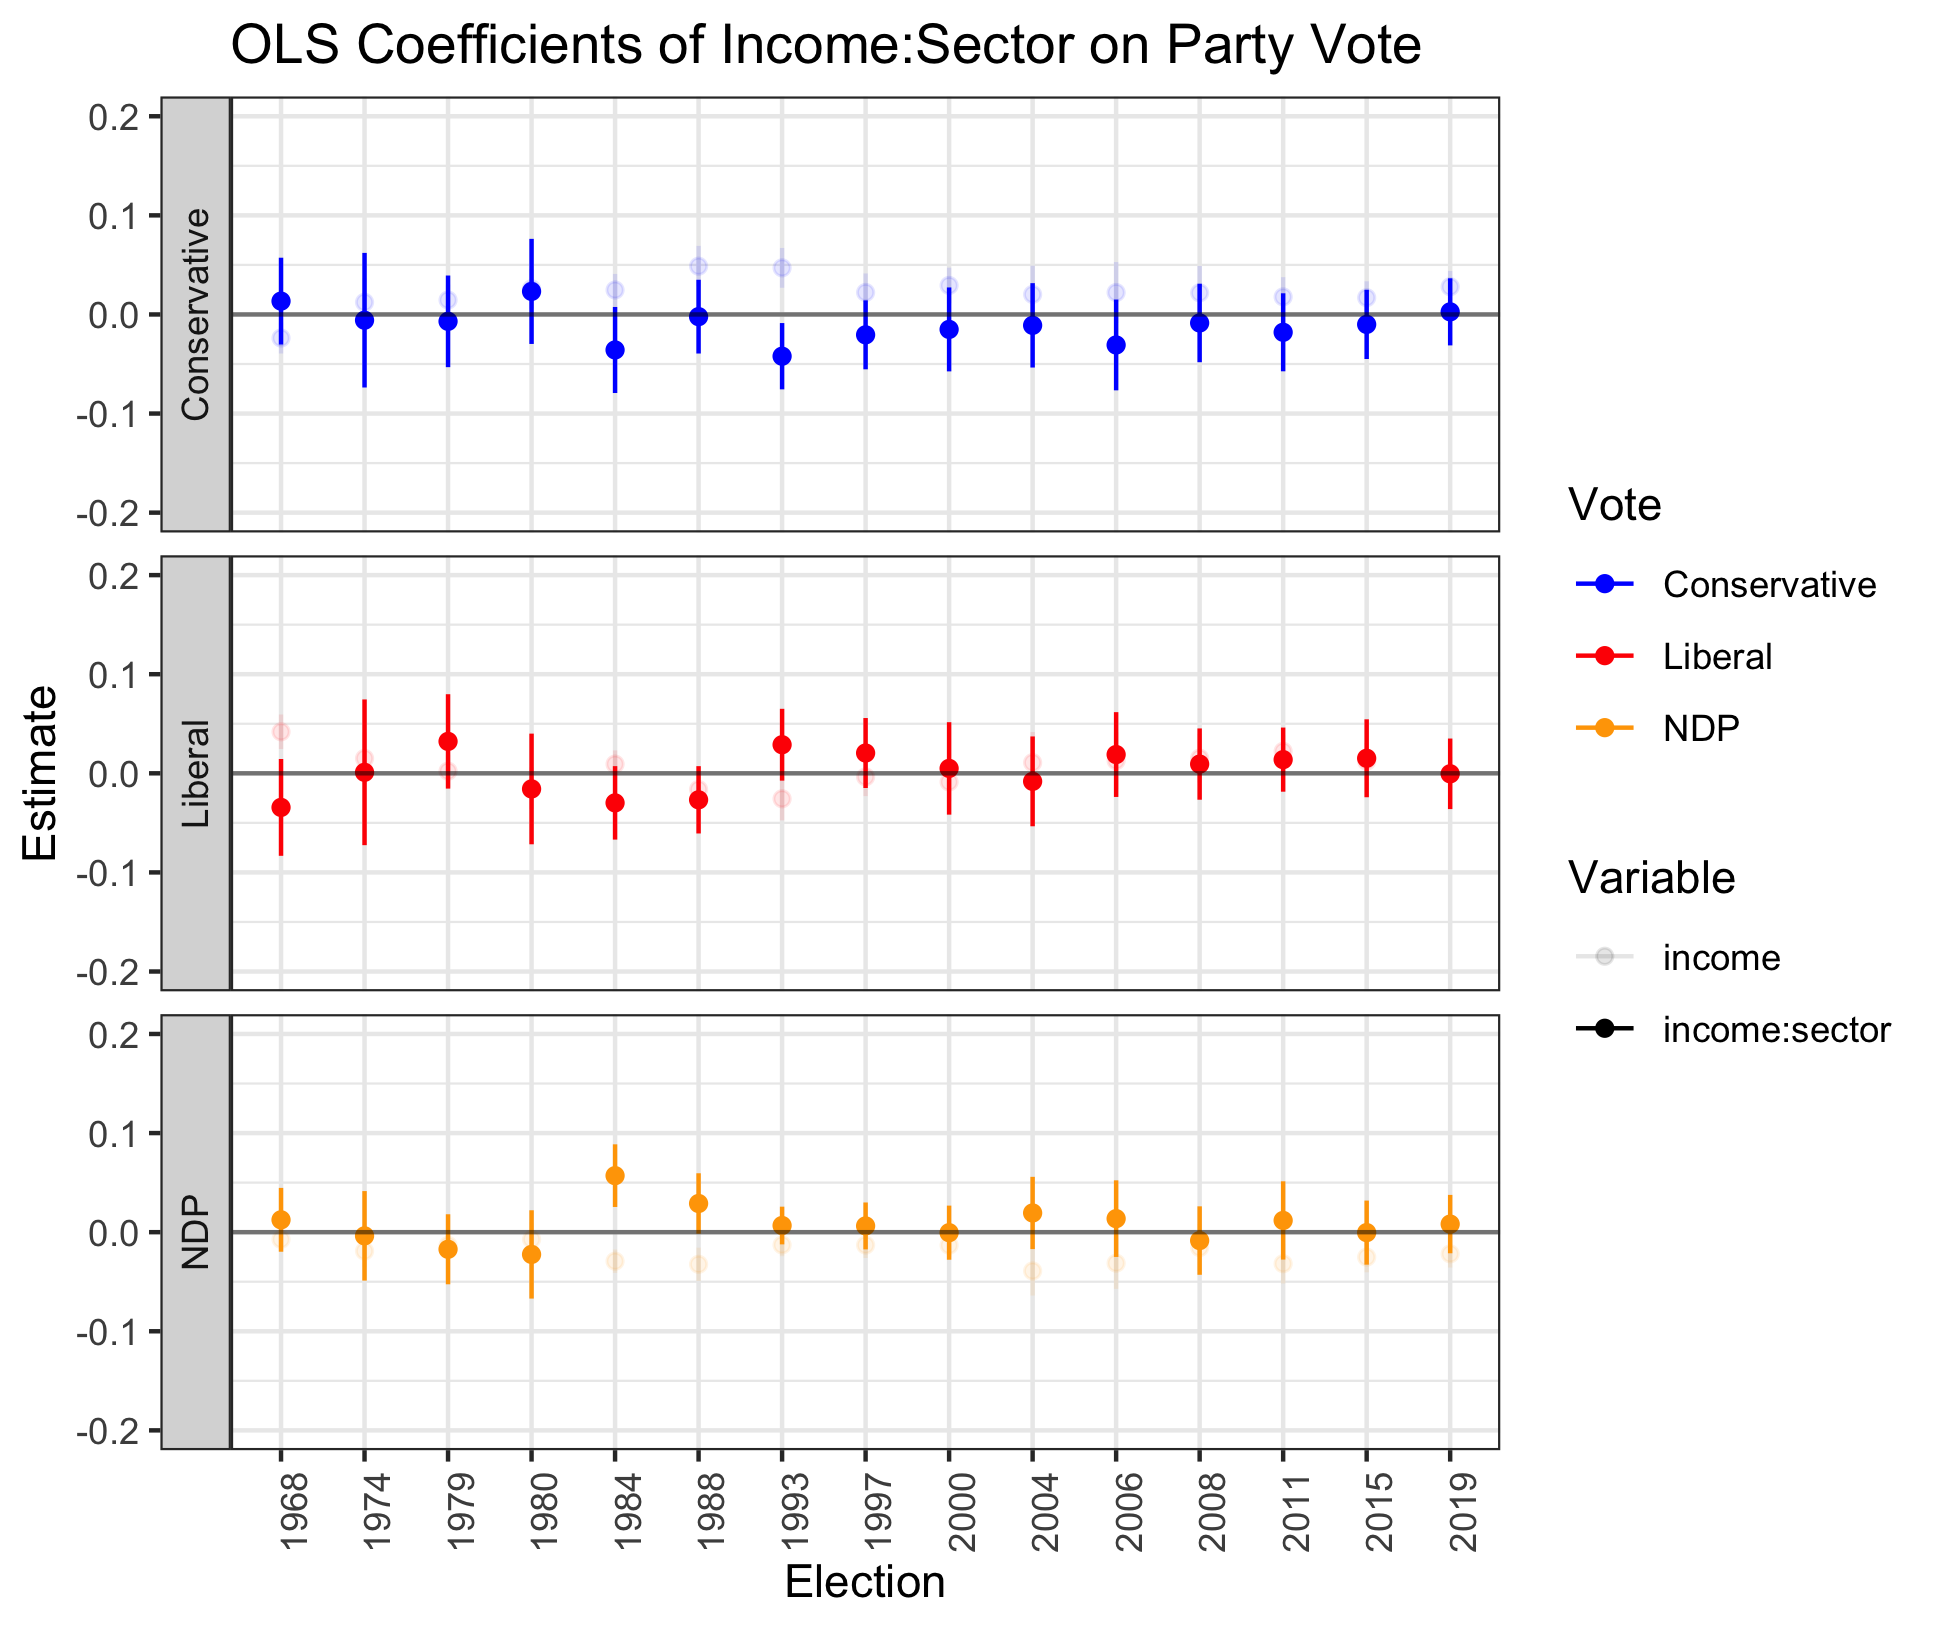 OLS Coefficients of Income:Sector on Party Vote
Estimate
Conservative
0.2
0.1
0.0
-0.1
-0.2
Liberal
0.2
0.1
0.0
-0.1
-0.2
NDP
0.2
0.1
0.0
-0.1
-0.2
1968 1974 1979 1980 1984 1988 1993 1997 2000 2004 2006 2008 2011 2015 2019
Election
Vote
Conservative
Liberal
NDP
Variable
income
income:sector